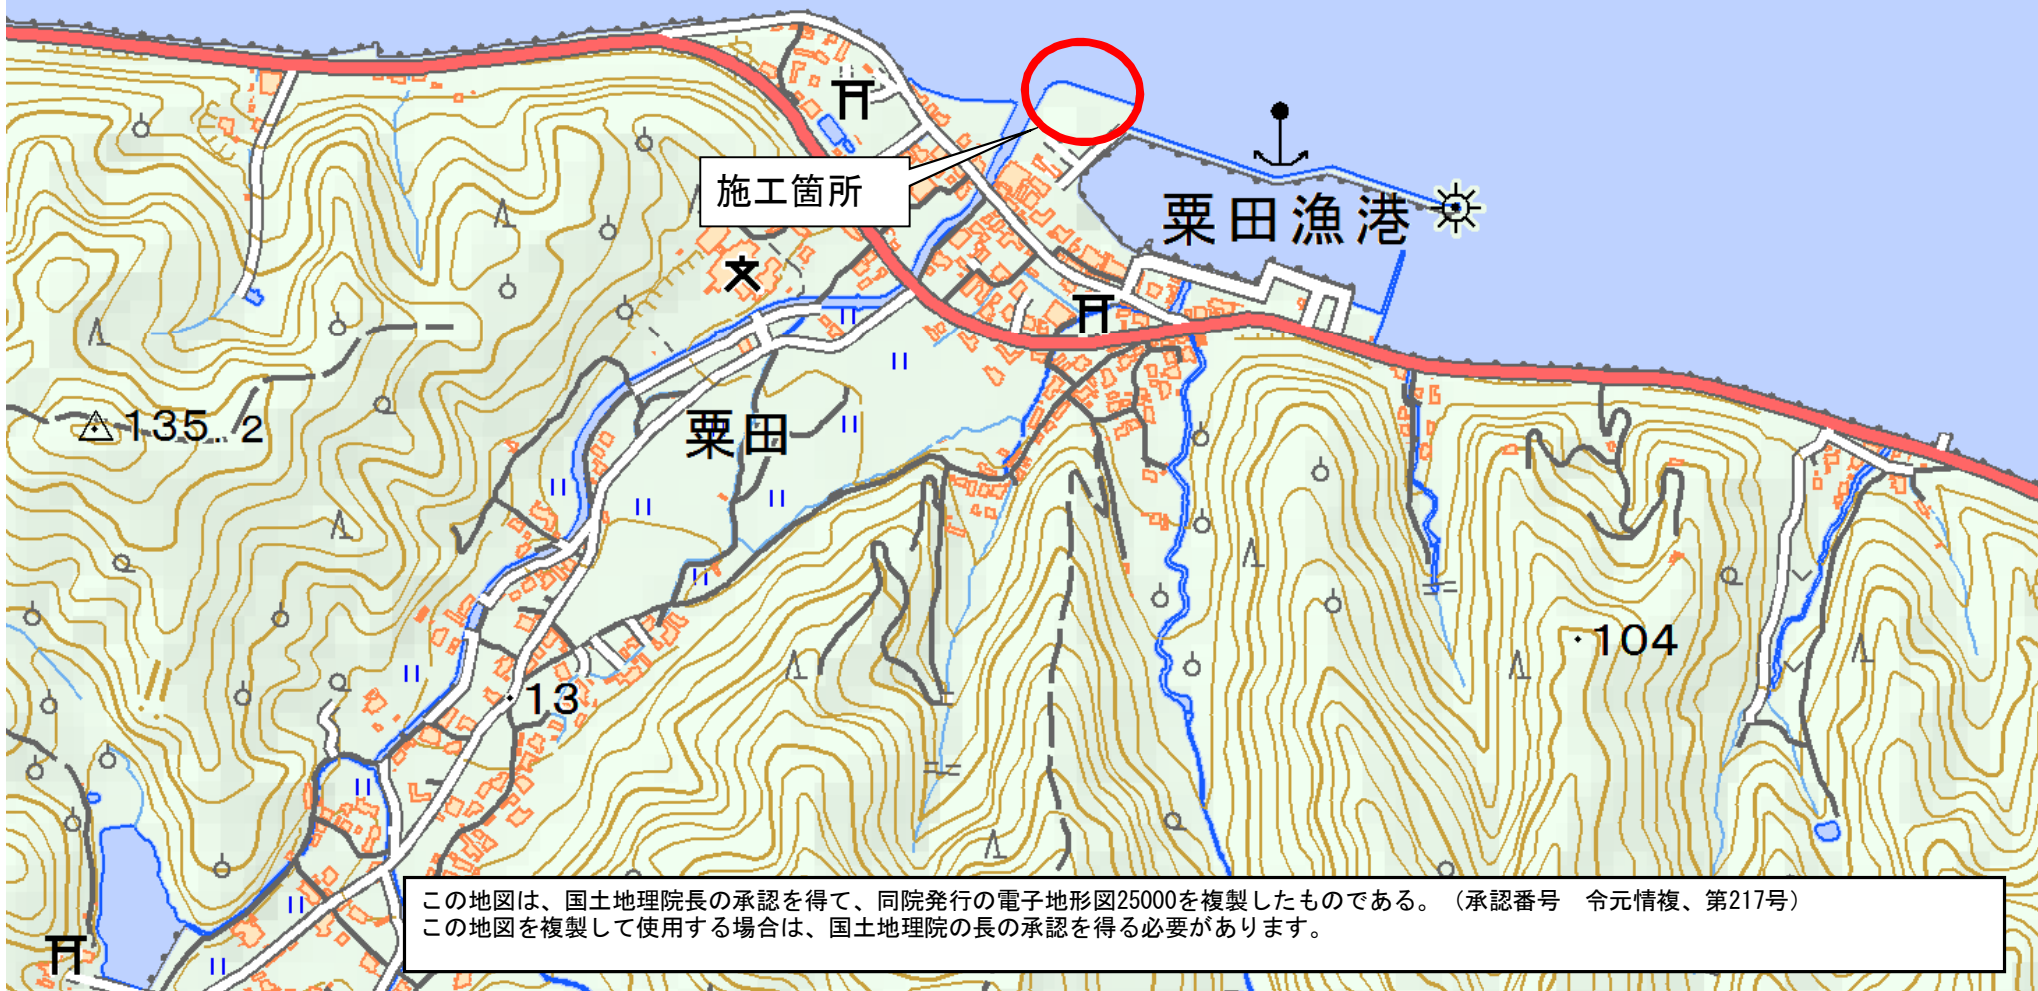 施工箇所
粟田漁港
135.2
粟田
104
13
この地図は、国土地理院長の承認を得て、同院発行の電子地形図25000を複製したものである。（承認番号　令元情複、第217号）
この地図を複製して使用する場合は、国土地理院の長の承認を得る必要があります。